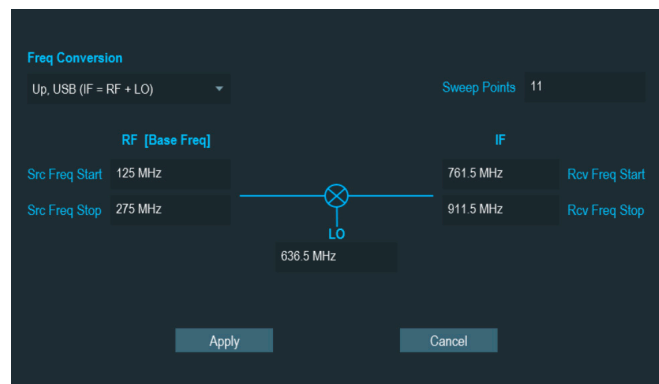 Freq Conversion
Up, USB (IF = RF + LO)
Sweep Points 11
RF [Base Freq] IF
Src Freq Start 125 MHz 761.5 MHz Rcv Freq Start
Src Freq Stop 275 MHz 911.5 MHz Rcv Freq Stop
LO
636.5 MHz
Apply Cancel